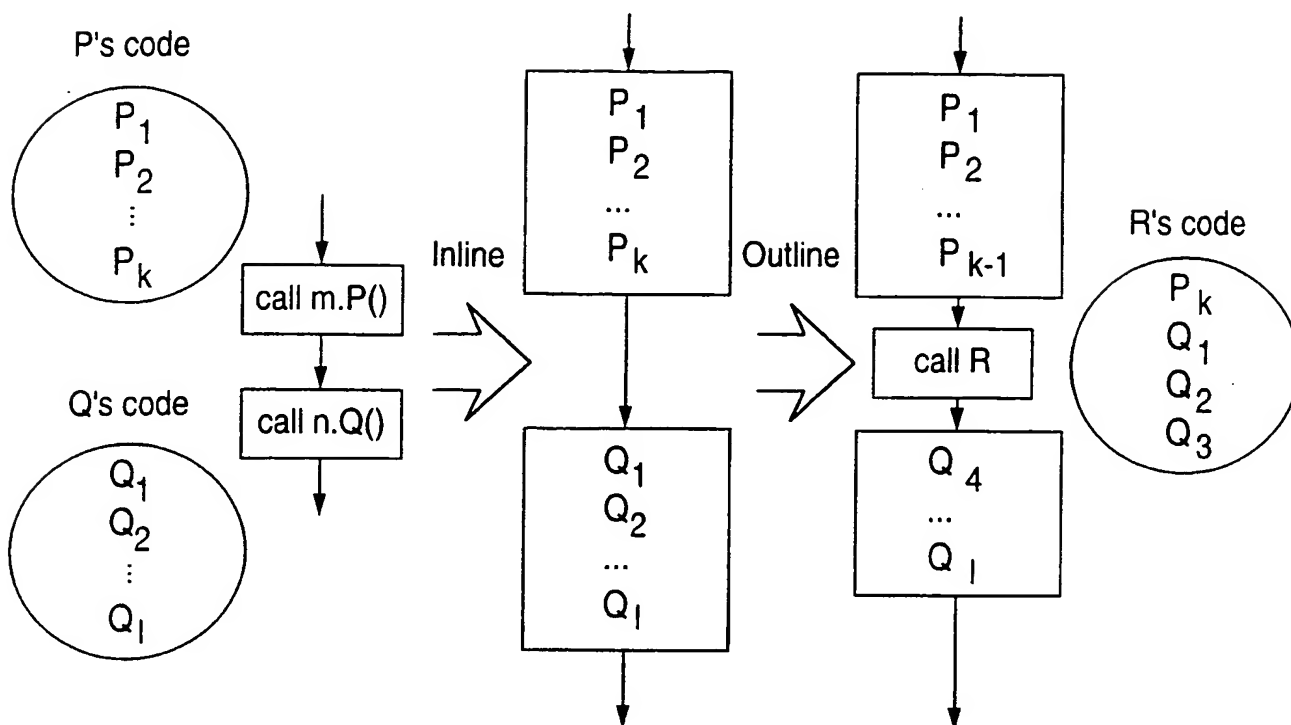 P's code
P1
P2
...
Pk
call m.P()
call n.Q()
Q's code
Q1
Q2
...
Ql
Inline
P1
P2
...
Pk
Q1
Q2
...
Ql
Outline
P1
P2
...
Pk-1
call R
Q4
...
Ql
R's code
Pk
Q1
Q2
Q3